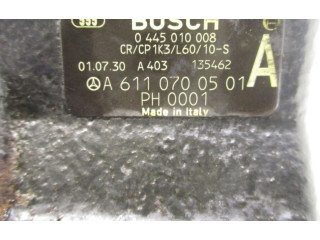 BOSCH
0 445 010 008
CR/CP1K3/L60/10-S
01.07.30 A 403 135462
A
A 611 070 05 01
PH 0001
Made in Italy